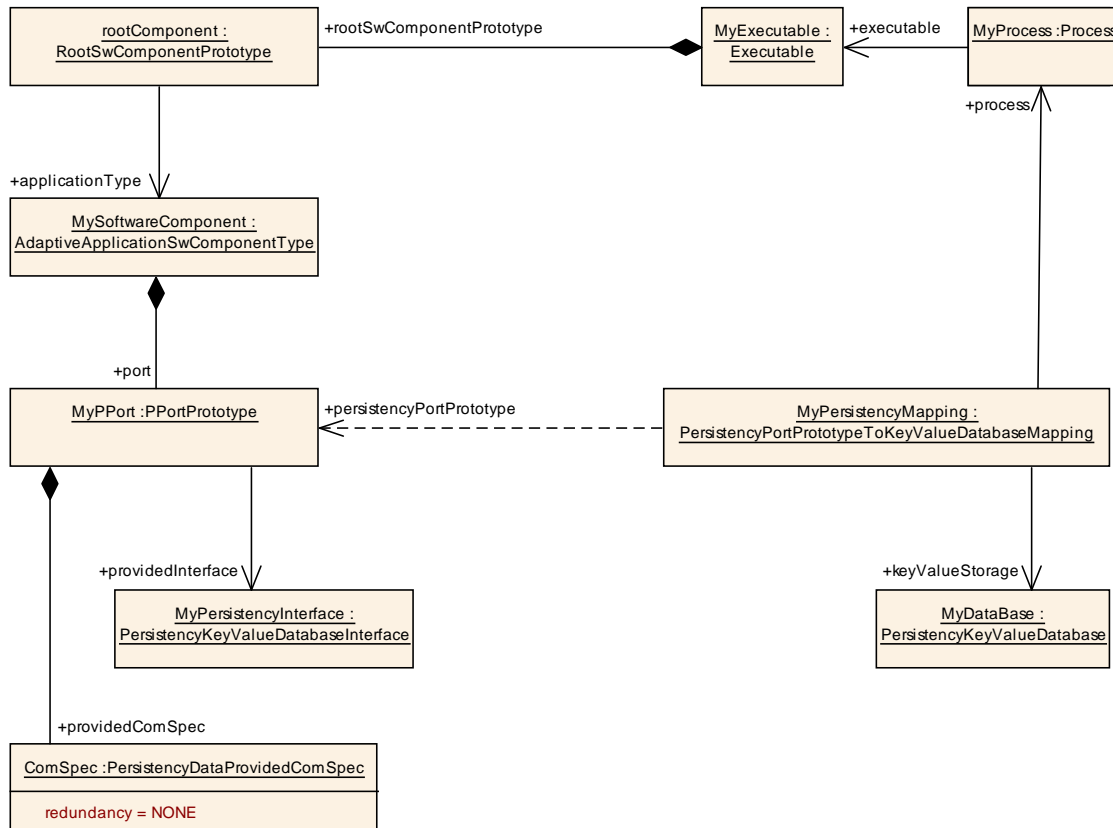 rootComponent :
RootSwComponentPrototype
+rootSwComponentPrototype
MyExecutable :
Executable
+executable
MyProcess :Process
+process
+applicationType
MySoftwareComponent :
AdaptiveApplicationSwComponentType
+port
MyPPort :PPortPrototype
+persistencyPortPrototype
MyPersistencyMapping :
PersistencyPortPrototypeToKeyValueDatabaseMapping
+providedInterface
+keyValueStorage
MyPersistencyInterface :
PersistencyKeyValueDatabaseInterface
MyDataBase :
PersistencyKeyValueDatabase
+providedComSpec
ComSpec :PersistencyDataProvidedComSpec
redundancy = NONE